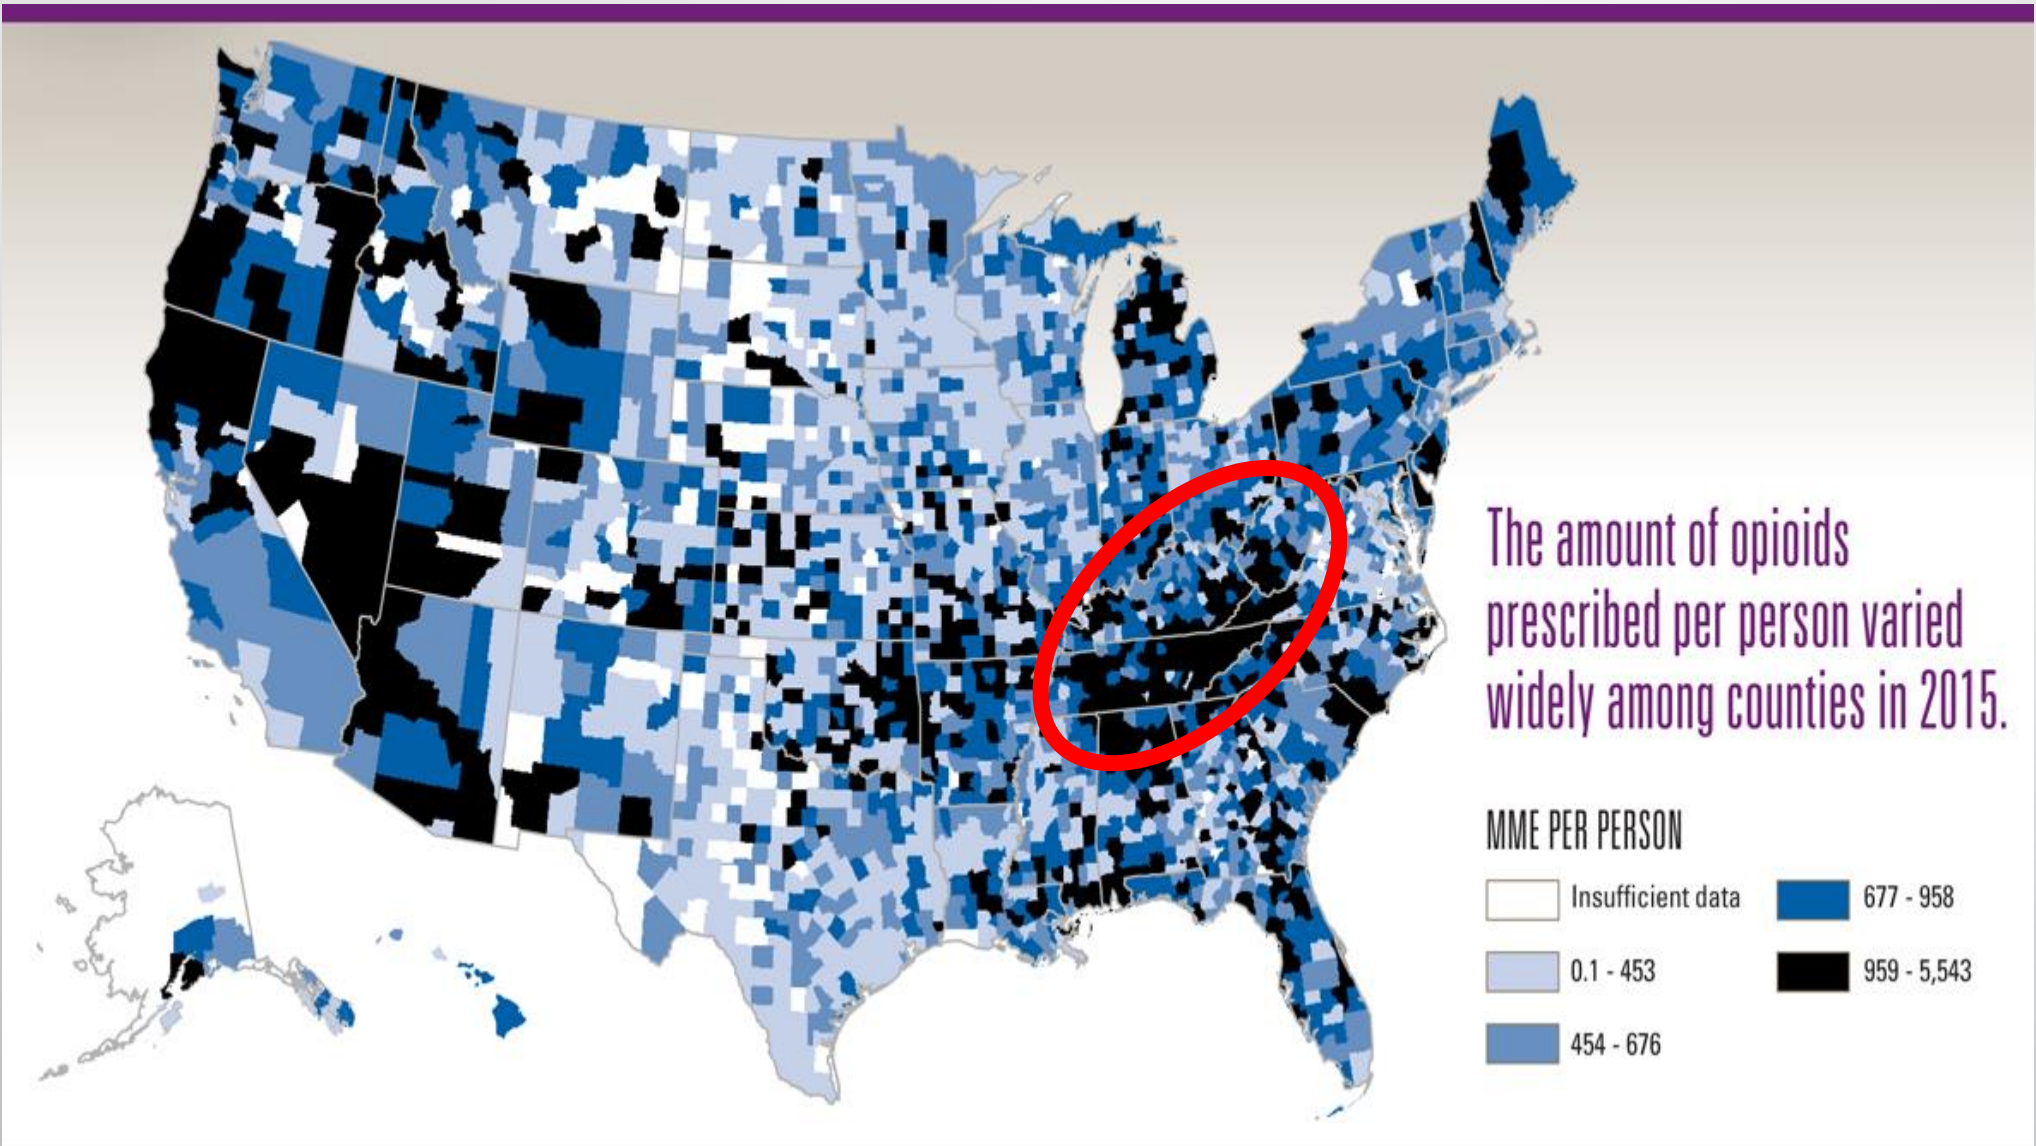 The amount of opioids
prescribed per person varied
widely among counties in 2015.
MME PER PERSON
Insufficient data
0.1 - 453
454 - 676
677 - 958
959 - 5,543